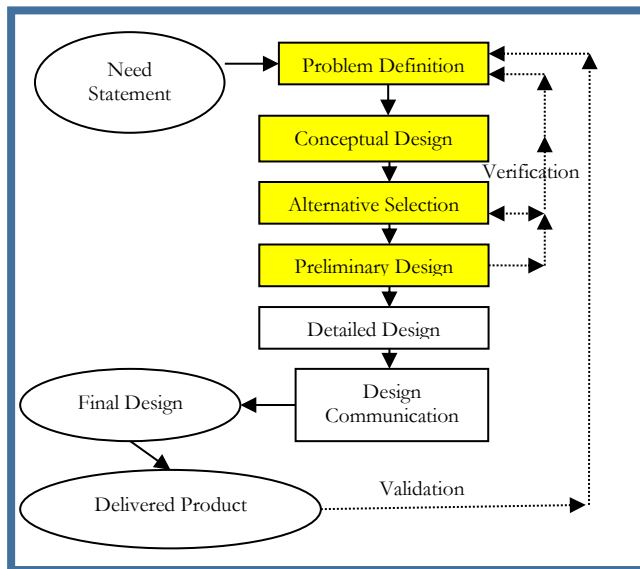 Need
Statement
Problem Definition
Conceptual Design
Verification
Alternative Selection
Preliminary Design
Detailed Design
Design
Communication
Final Design
Delivered Product
Validation